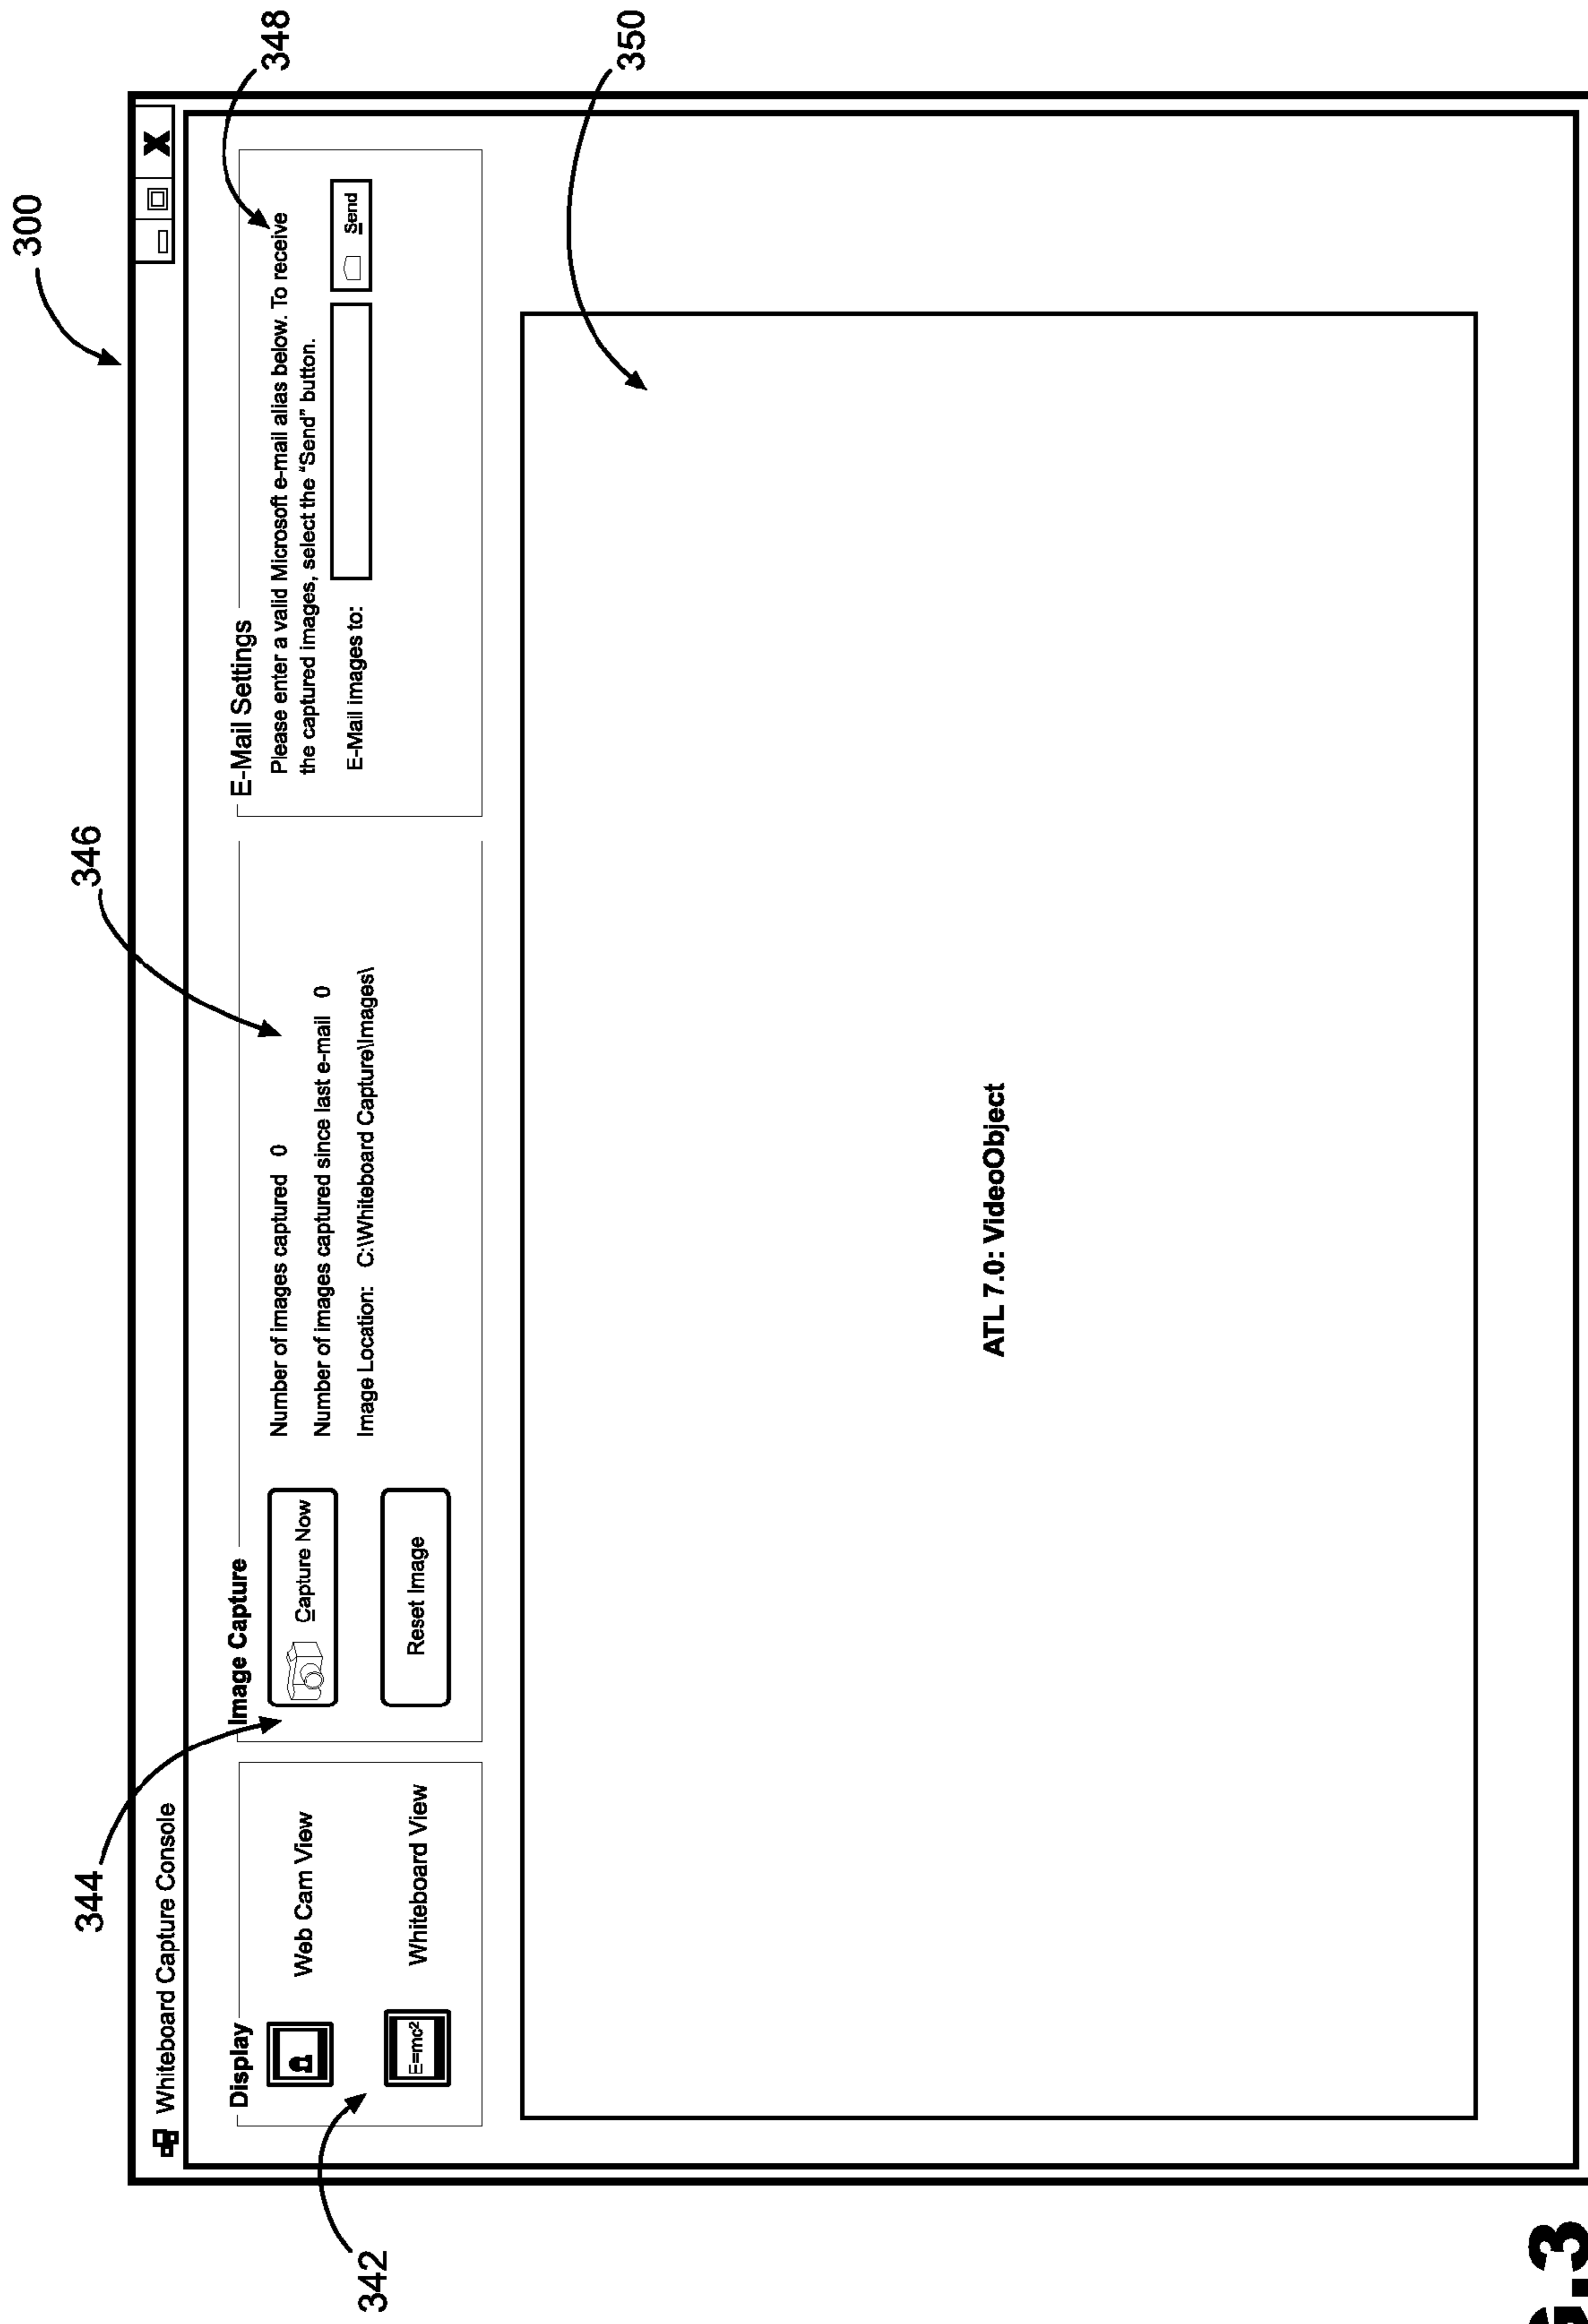 300
Whiteboard Capture Console
X
344
346
348
342
Display
Web Cam View
E=mc²
Whiteboard View
Image Capture
Capture Now
Reset Image
Number of images captured 0
Number of images captured since last e-mail 0
Image Location: C:\Whiteboard Capture\Images\
E-Mail Settings
Please enter a valid Microsoft e-mail alias below. To receive
the captured images, select the “Send” button.
E-Mail images to:
Send
350
ATL 7.0: VideoObject